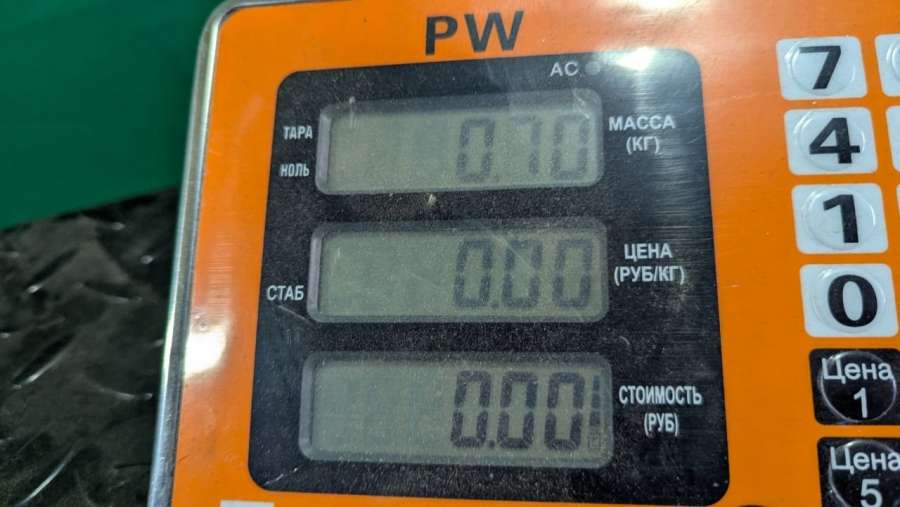 PW
AC
ТАРА
НОЛЬ
0.70
МАССА
(КГ)
СТАБ
0.00
ЦЕНА
(РУБ/КГ)
0.00
СТОИМОСТЬ
(РУБ)
7
4
1
0
Цена
1
Цена
5